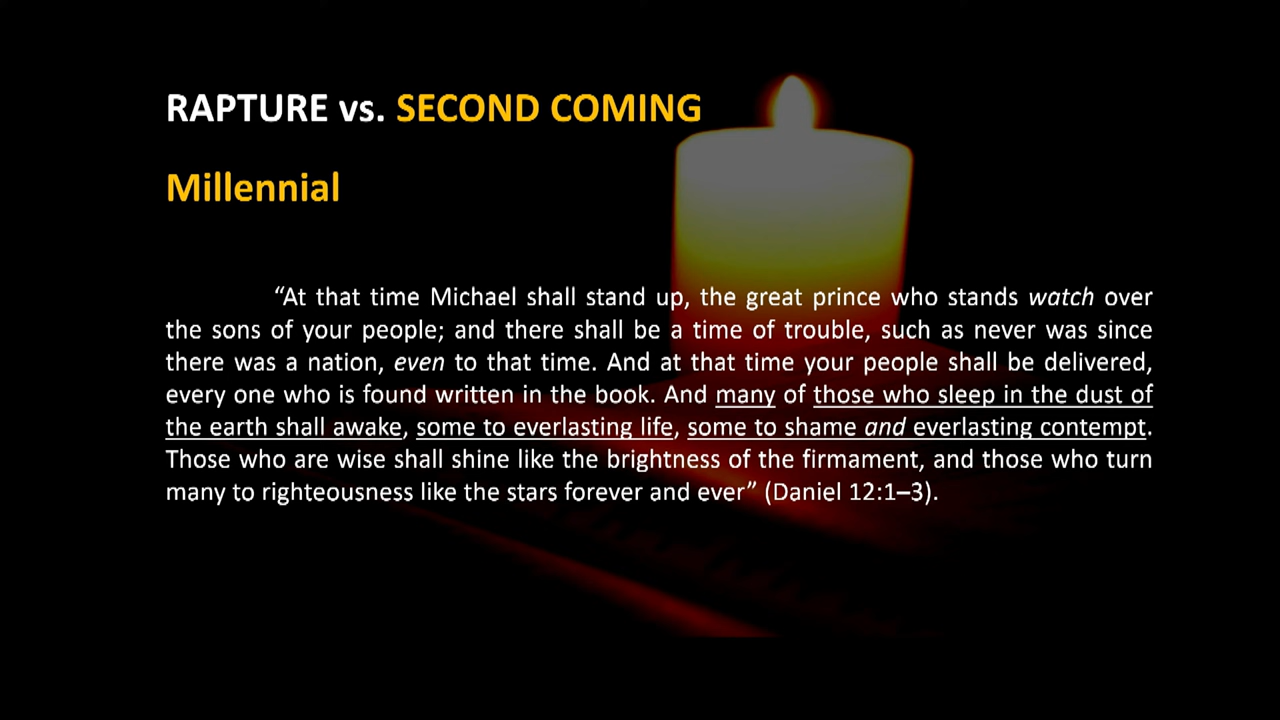 RAPTURE vs. SECOND COMING
Millennial
“At that time Michael shall stand up, the great prince who stands watch over
the sons of your people; and there shall be a time of trouble, such as never was since
there was a nation, even to that time. And at that time your people shall be delivered,
every one who is found written in the book. And many of those who sleep in the dust of
the earth shall awake, some to everlasting life, some to shame and everlasting contempt.
Those who are wise shall shine like the brightness of the firmament, and those who turn
many to righteousness like the stars forever and ever” (Daniel 12:1–3).